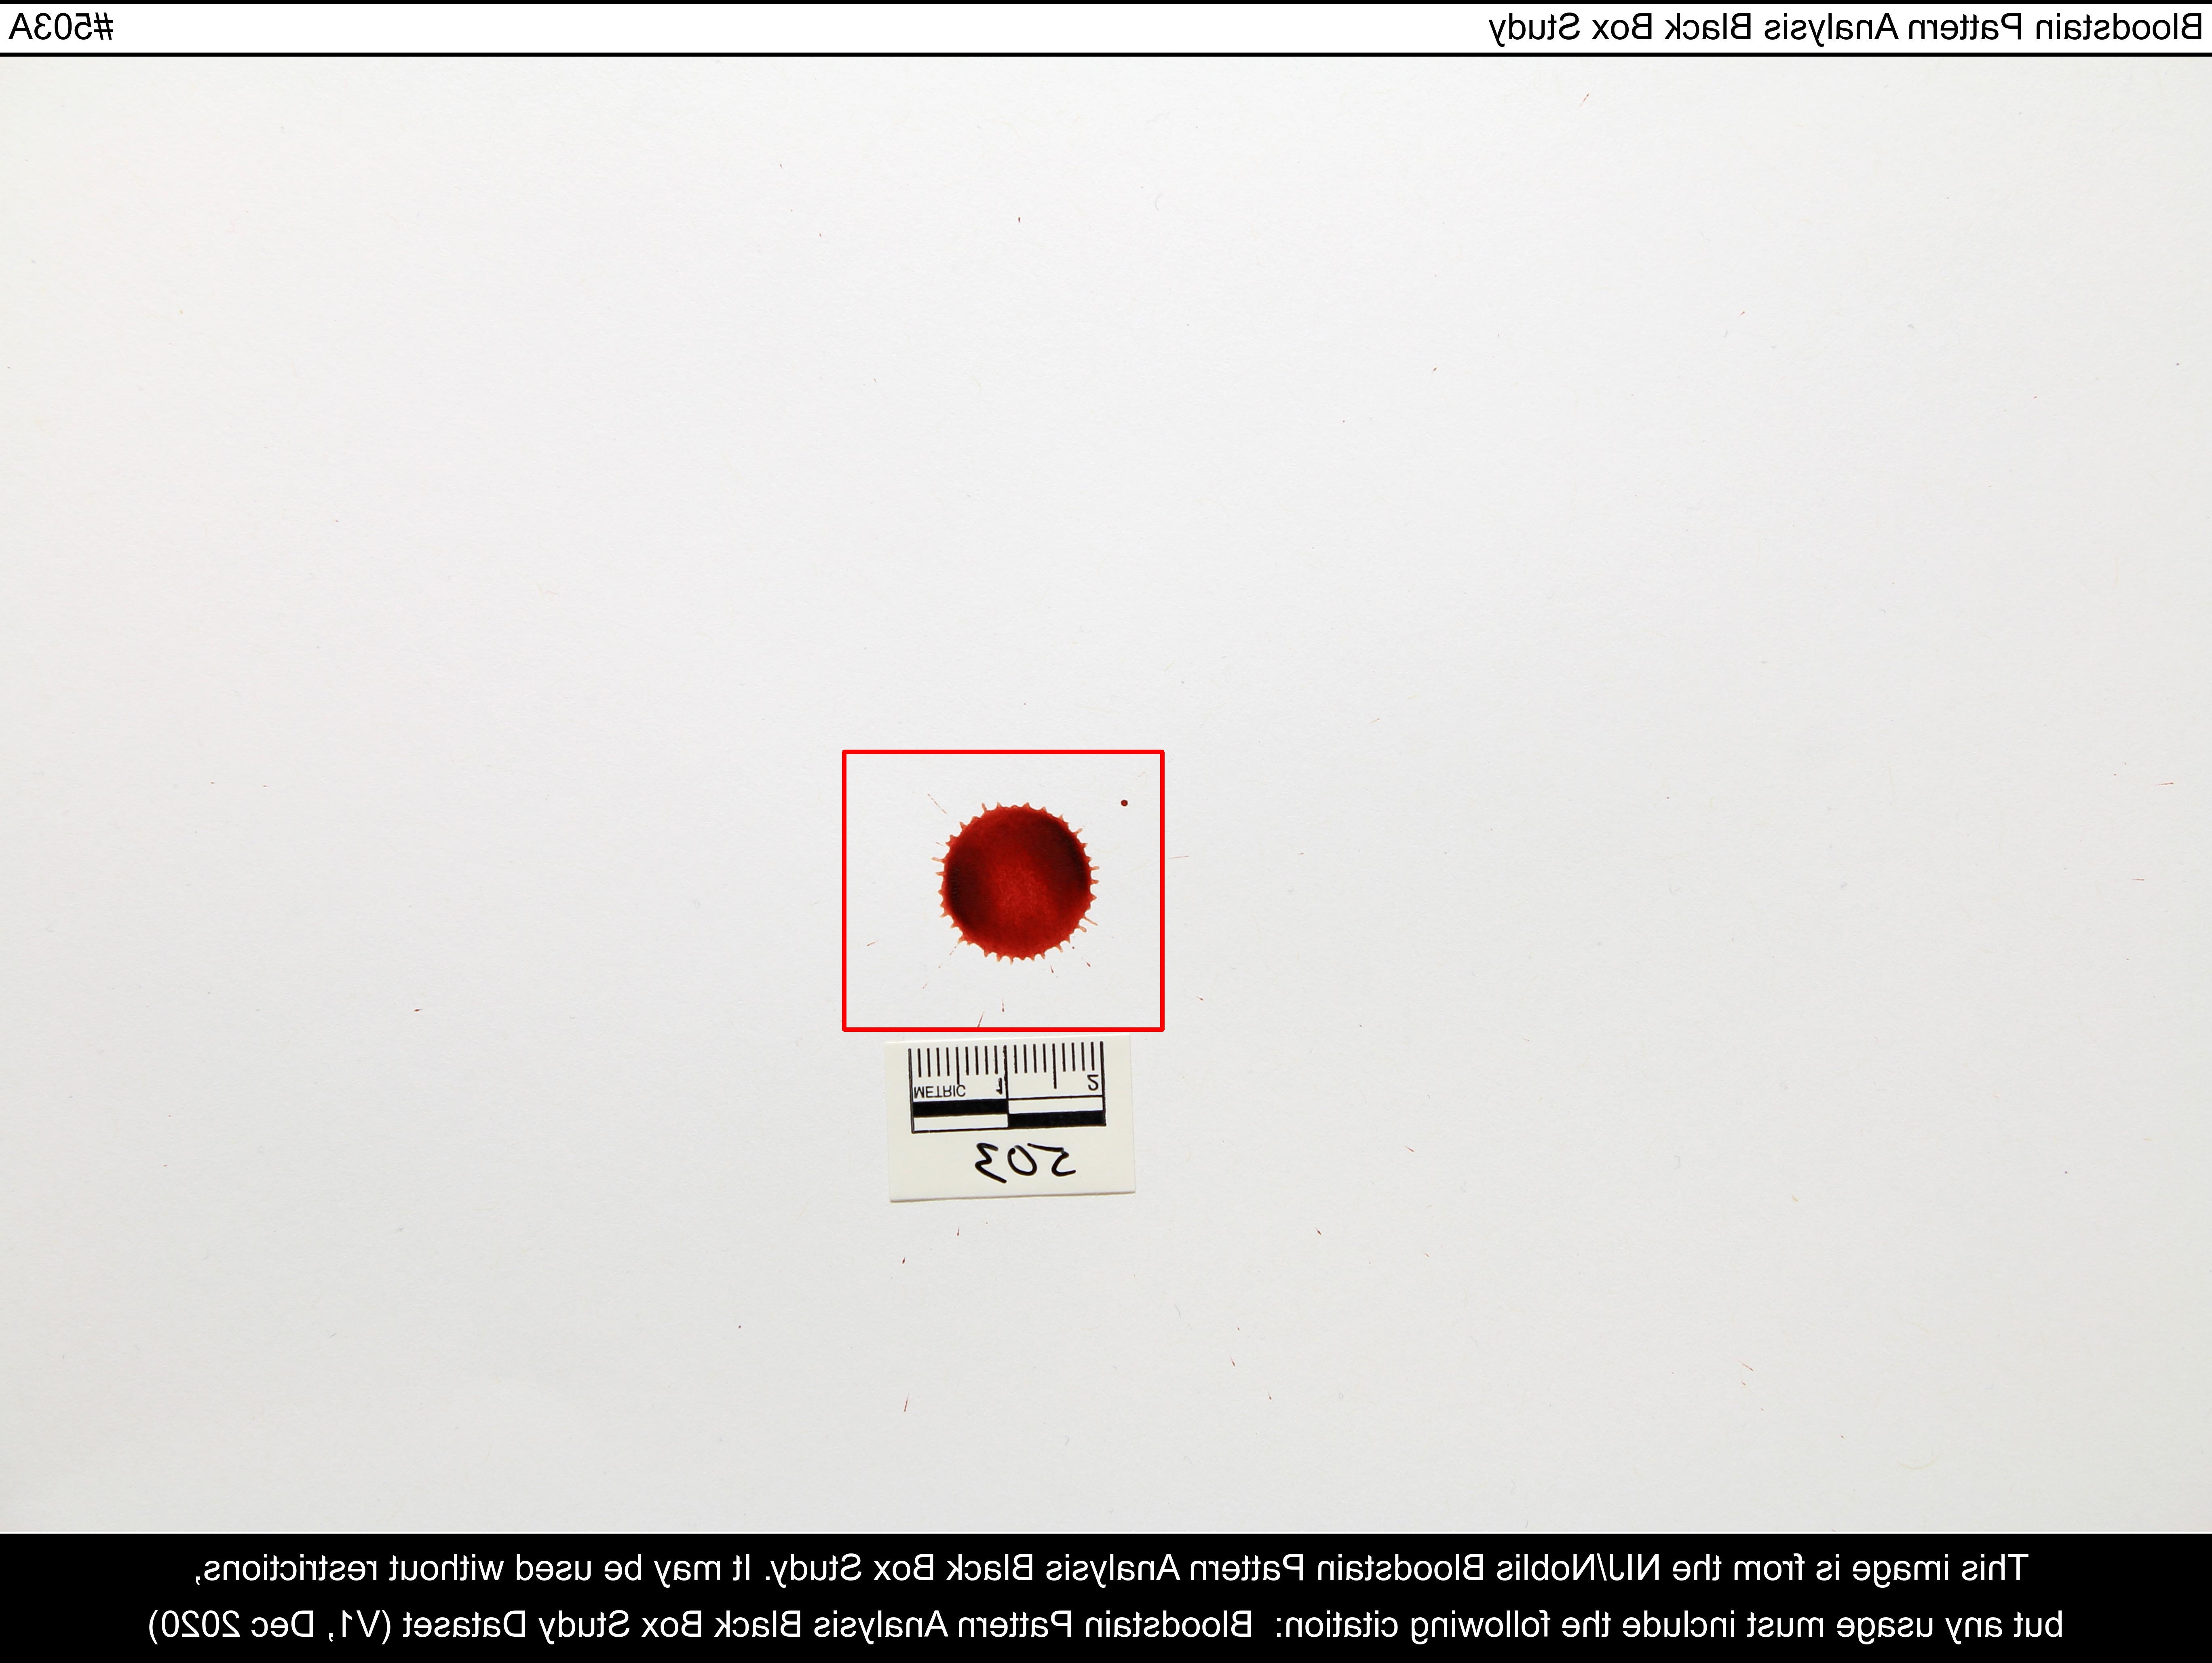 Bloodstain Pattern Analysis Black Box Study
#503A
METRIC 1 2
503
This image is from the NIJ/Noblis Bloodstain Pattern Analysis Black Box Study. It may be used without restrictions,
but any usage must include the following citation: Bloodstain Pattern Analysis Black Box Study Dataset (V1, Dec 2020)